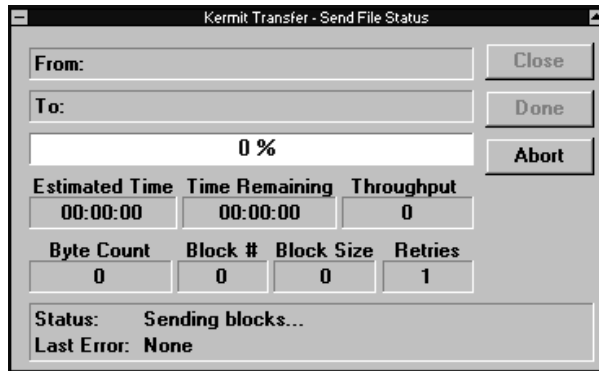 Kermit Transfer - Send File Status
From:
Close
To:
Done
0 %
Abort
Estimated Time Time Remaining Throughput
00:00:00 00:00:00 0
Byte Count Block # Block Size Retries
0 0 0 1
Status: Sending blocks...
Last Error: None